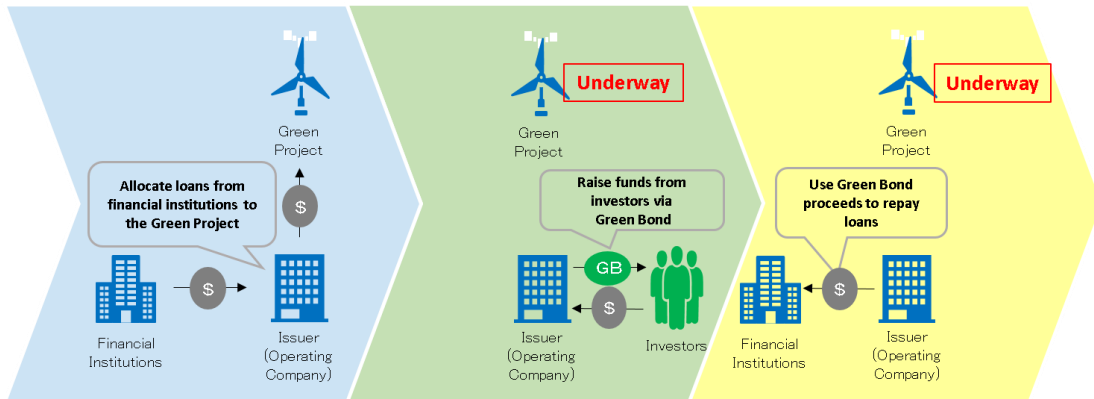 Green
Project
Allocate loans from
financial institutions to
the Green Project
$
$
Financial
Institutions
Issuer
(Operating
Company)
Underway
Green
Project
Raise funds from
investors via
Green Bond
GB
$
Issuer
(Operating
Company)
Investors
Underway
Green
Project
Use Green Bond
proceeds to repay
loans
$
Financial
Institutions
Issuer
(Operating
Company)